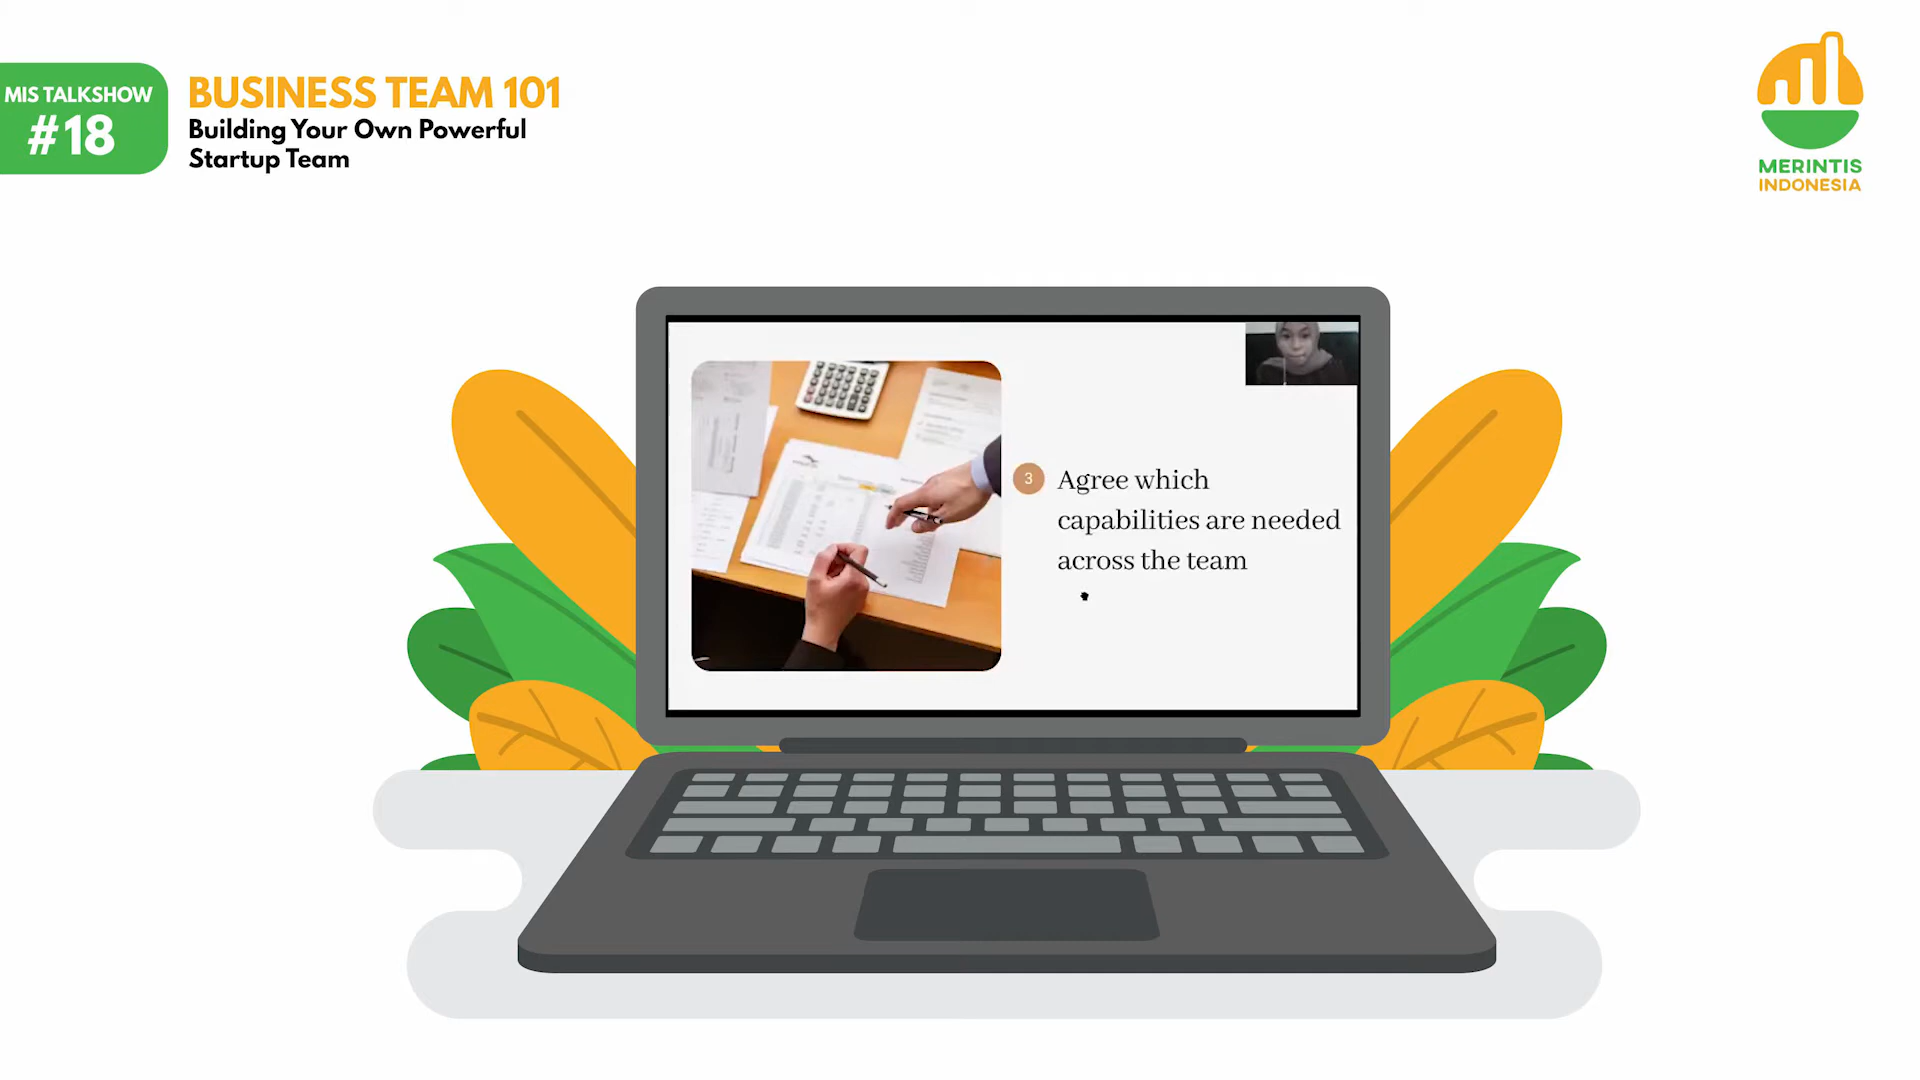 MIS TALKSHOW
#18
BUSINESS TEAM 101
Building Your Own Powerful
Startup Team
MERINTIS
INDONESIA
3
Agree which
capabilities are needed
across the team